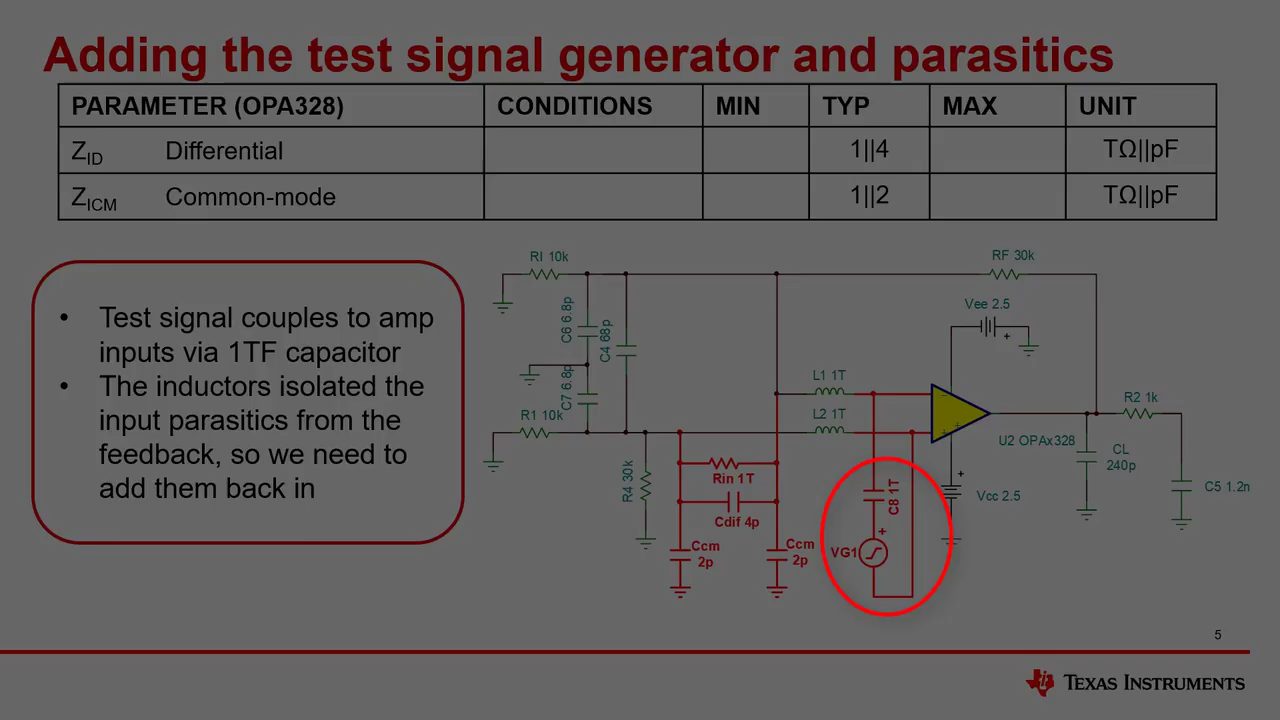 Adding the test signal generator and parasitics
PARAMETER (OPA328) CONDITIONS MIN TYP MAX UNIT
ZID Differential 1||4 TΩ||pF
ZICM Common-mode 1||2 TΩ||pF
• Test signal couples to amp
inputs via 1TF capacitor
• The inductors isolated the
input parasitics from the
feedback, so we need to
add them back in
RI 10k
RF 30k
C6 6.8p
C4 68p
Vee 2.5
+
C7 6.8p
L1 1T
R1 10k
L2 1T
R2 1k
U2 OPAx328
CL
240p
R4 30k
Rin 1T
Cdif 4p
C8 1T
+
Vcc 2.5
C5 1.2n
Ccm
2p
Ccm
2p
VG1
+
5
TEXAS INSTRUMENTS